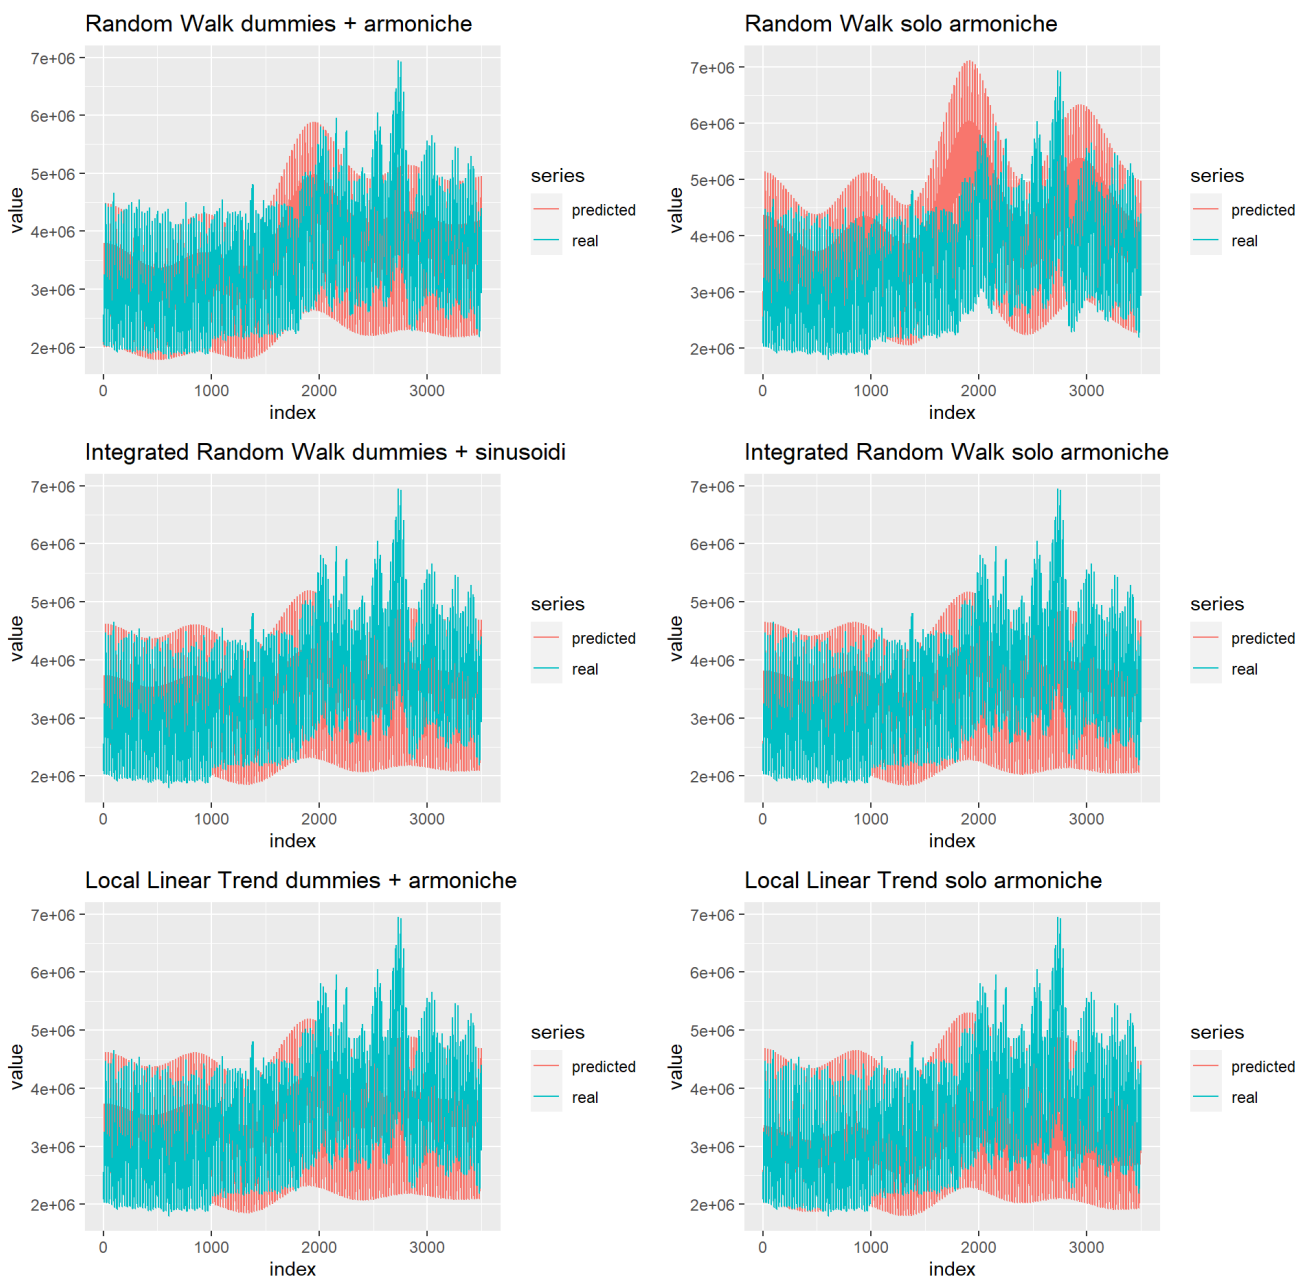 Random Walk dummies + armoniche
7e+06
6e+06
5e+06
4e+06
3e+06
2e+06
value
0 1000 2000 3000
index
series
predicted
real
Random Walk solo armoniche
7e+06
6e+06
5e+06
4e+06
3e+06
2e+06
value
0 1000 2000 3000
index
series
predicted
real
Integrated Random Walk dummies + sinusoidi
7e+06
6e+06
5e+06
4e+06
3e+06
2e+06
value
0 1000 2000 3000
index
series
predicted
real
Integrated Random Walk solo armoniche
7e+06
6e+06
5e+06
4e+06
3e+06
2e+06
value
0 1000 2000 3000
index
series
predicted
real
Local Linear Trend dummies + armoniche
7e+06
6e+06
5e+06
4e+06
3e+06
2e+06
value
0 1000 2000 3000
index
series
predicted
real
Local Linear Trend solo armoniche
7e+06
6e+06
5e+06
4e+06
3e+06
2e+06
value
0 1000 2000 3000
index
series
predicted
real